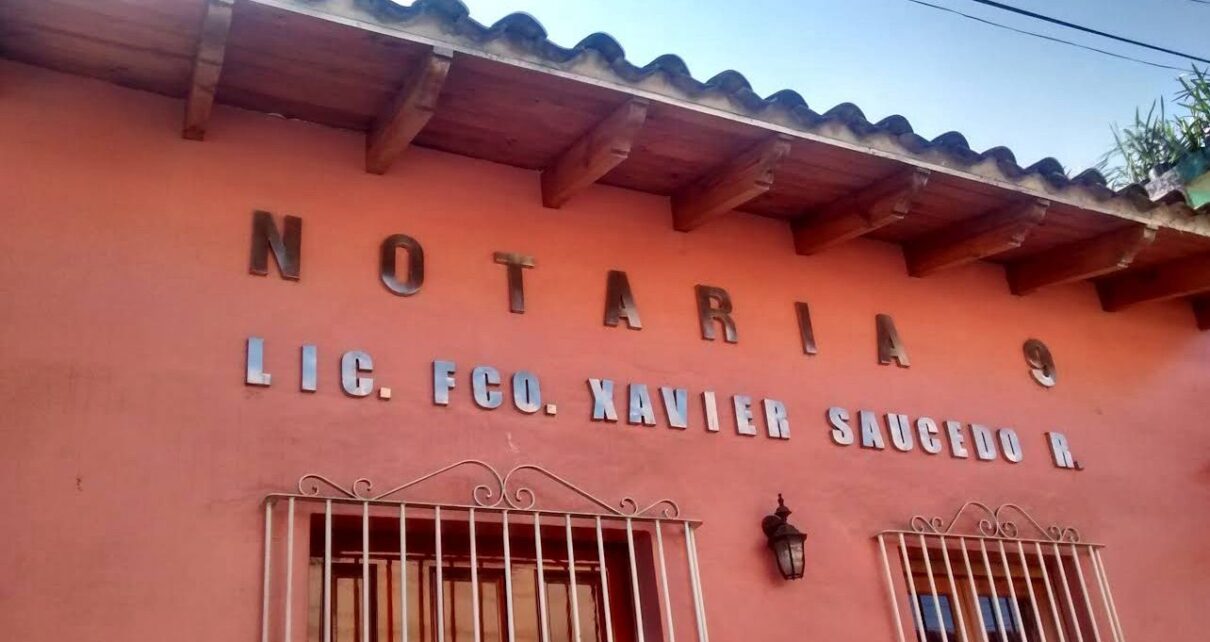 NOTARIA 9
LIC. FCO. XAVIER SAUCEDO R.